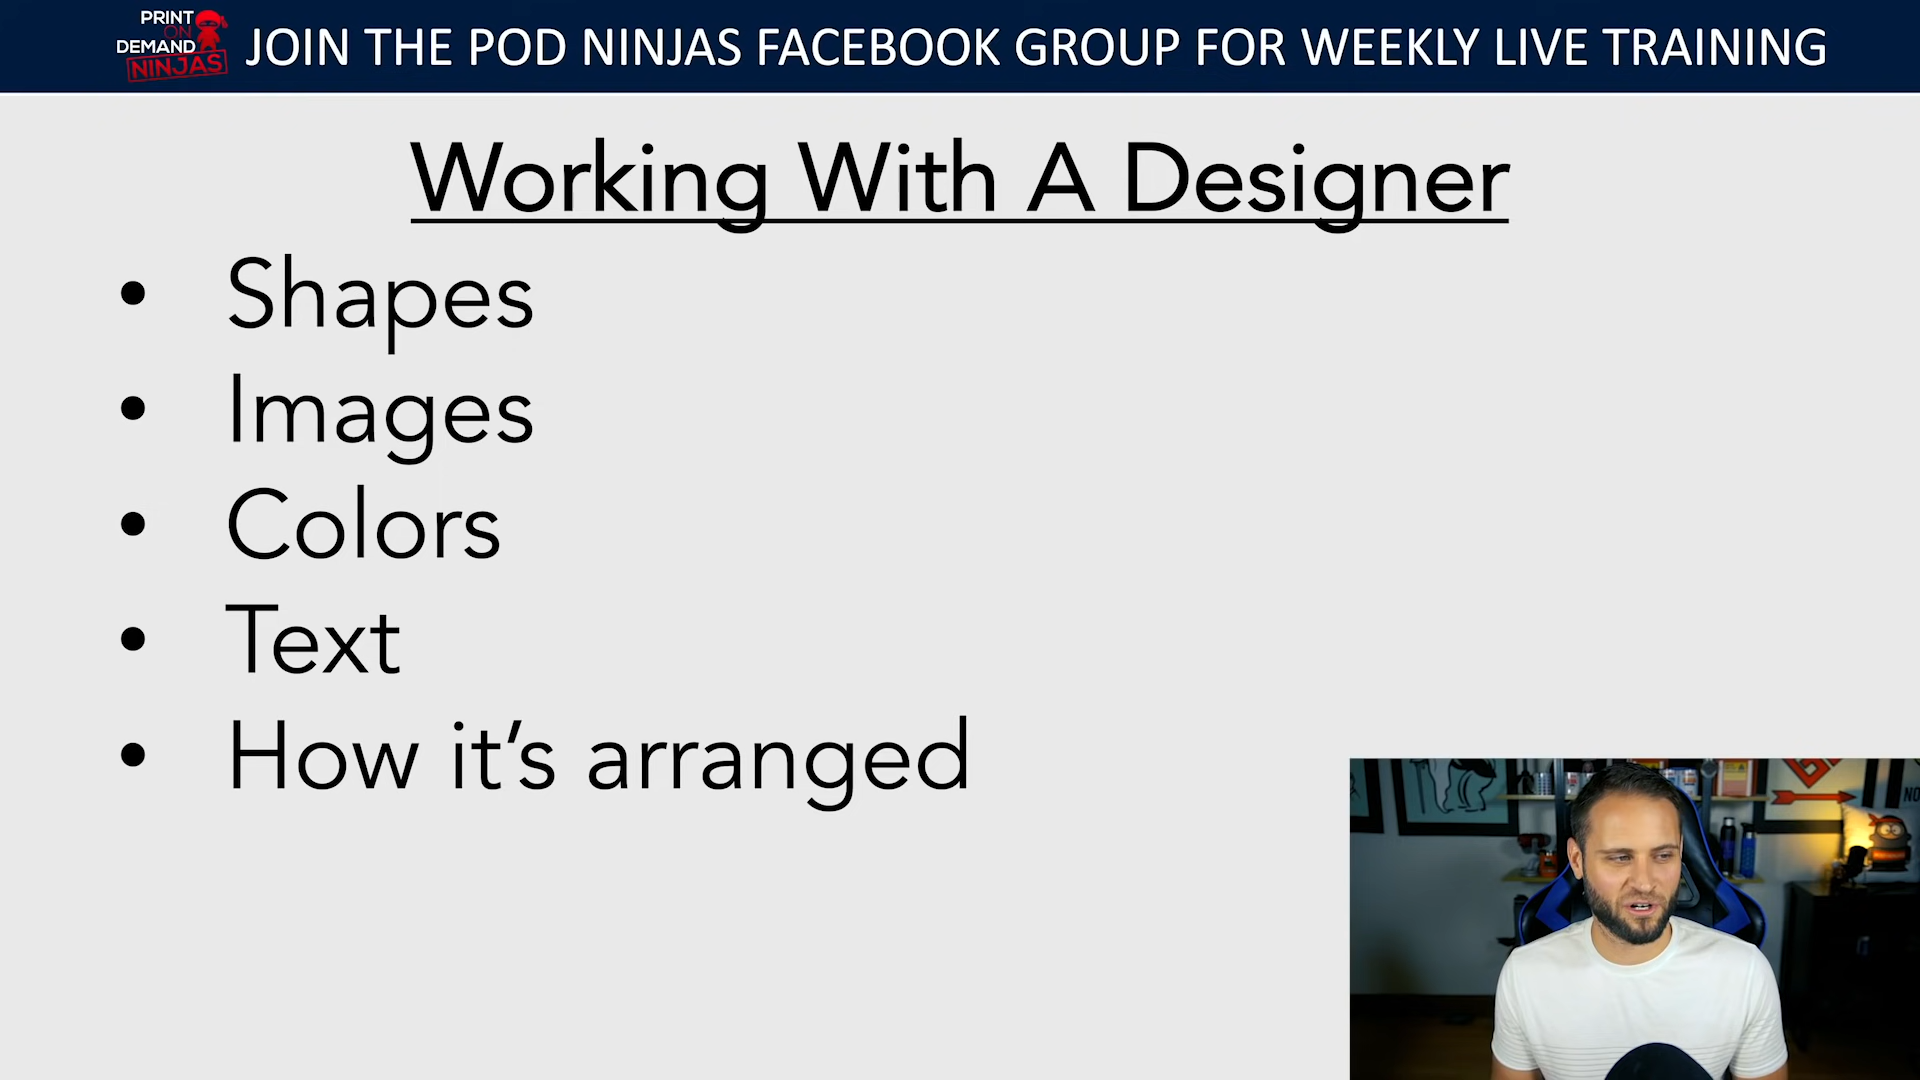 PRINT
ON
DEMAND
NINJAS
JOIN THE POD NINJAS FACEBOOK GROUP FOR WEEKLY LIVE TRAINING
Working With A Designer
• Shapes
• Images
• Colors
• Text
• How it’s arranged
NO